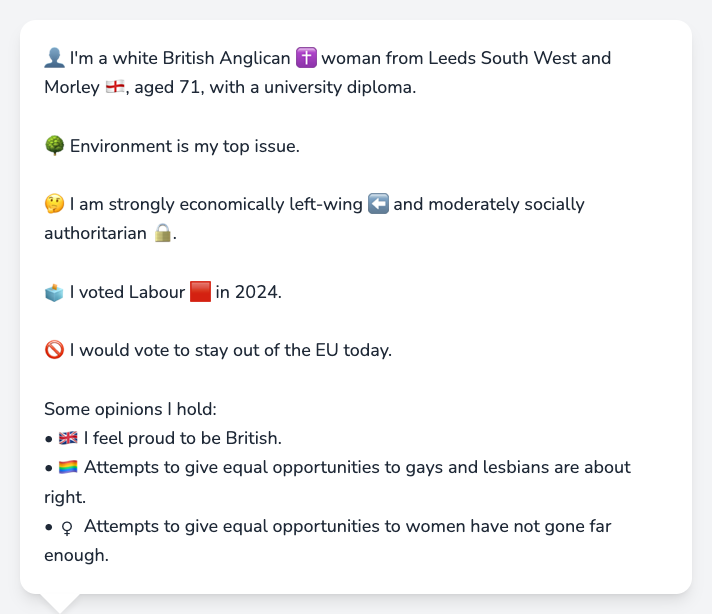 👤 I'm a white British Anglican ✝️ woman from Leeds South West and
Morley 🏴󠁧󠁢󠁥󠁮󠁧󠁿, aged 71, with a university diploma.
🌳 Environment is my top issue.
🤔 I am strongly economically left-wing ⬅️ and moderately socially
authoritarian 🔒.
🗳️ I voted Labour 🟥 in 2024.
🚫 I would vote to stay out of the EU today.
Some opinions I hold:
• 🇬🇧 I feel proud to be British.
• 🏳️‍🌈 Attempts to give equal opportunities to gays and lesbians are about
right.
• ♀ Attempts to give equal opportunities to women have not gone far
enough.